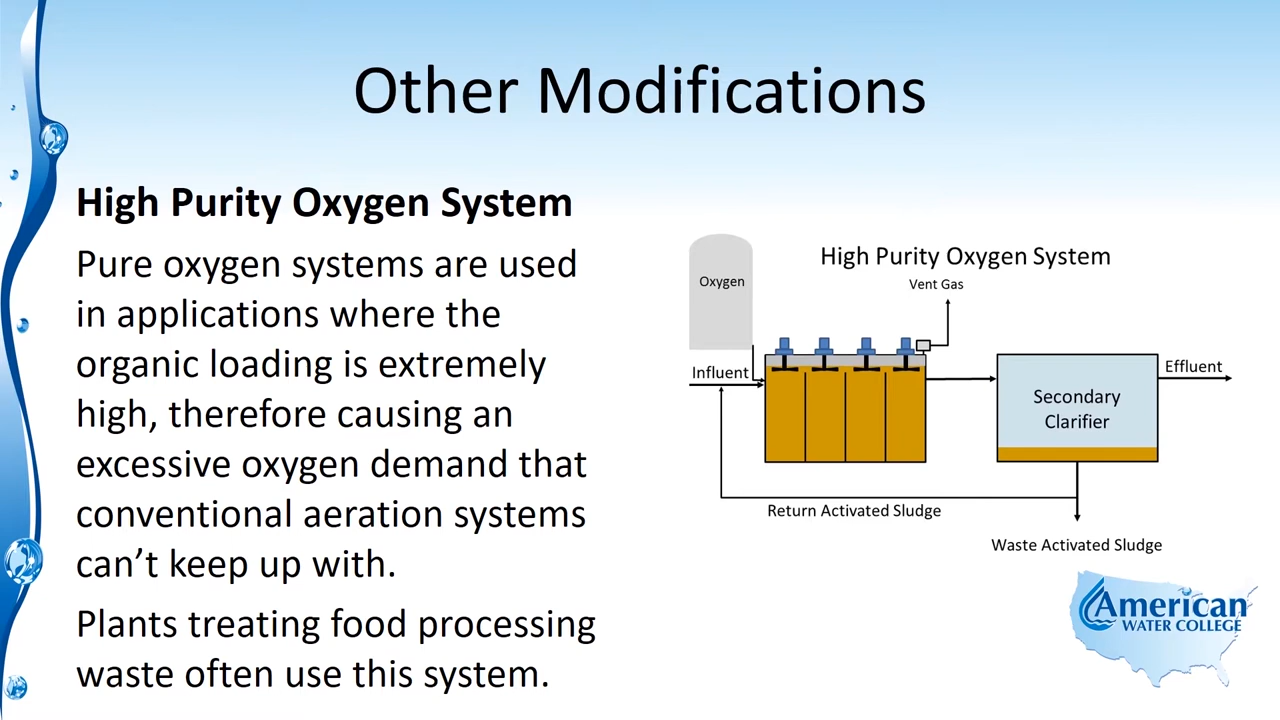 Other Modifications
High Purity Oxygen System
Pure oxygen systems are used
in applications where the
organic loading is extremely
high, therefore causing an
excessive oxygen demand that
conventional aeration systems
can’t keep up with.
Plants treating food processing
waste often use this system.
High Purity Oxygen System
Oxygen
Vent Gas
Influent
Effluent
Secondary
Clarifier
Return Activated Sludge
Waste Activated Sludge
American
WATER COLLEGE